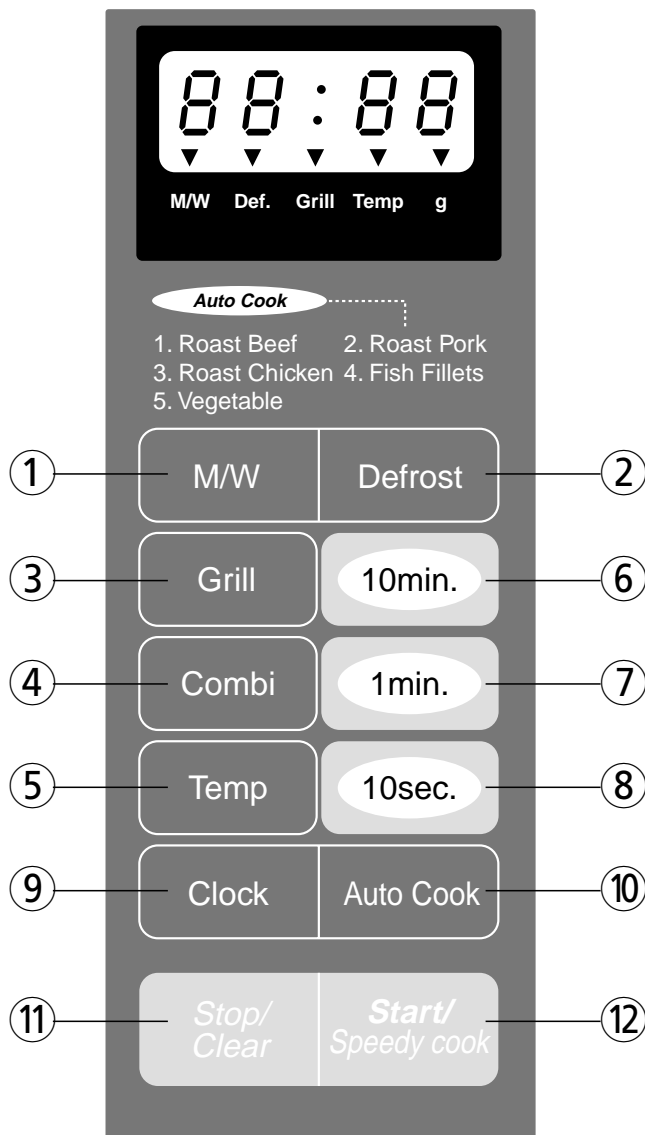 88:88
M/W Def. Grill Temp g
Auto Cook
1. Roast Beef 2. Roast Pork
3. Roast Chicken 4. Fish Fillets
5. Vegetable
① M/W Defrost ②
③ Grill 10min. ⑥
④ Combi 1min. ⑦
⑤ Temp 10sec. ⑧
⑨ Clock Auto Cook ⑩
⑪ Stop/ Start/ ⑫
Clear Speedy cook